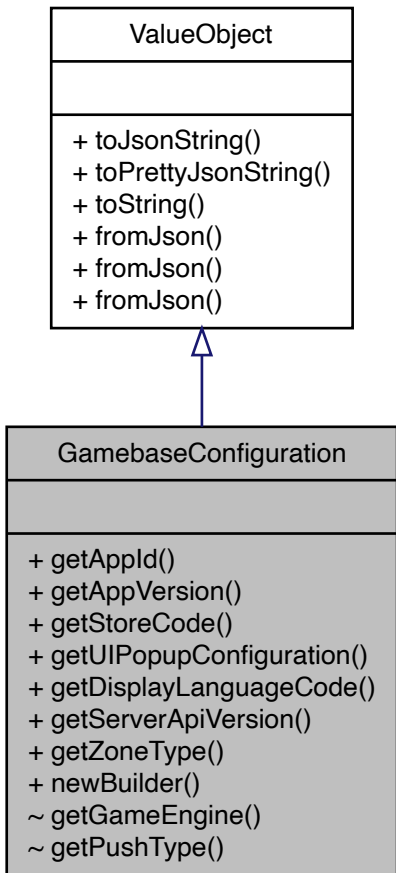 ValueObject
+ toJsonString()
+ toPrettyJsonString()
+ toString()
+ fromJson()
+ fromJson()
+ fromJson()
GamebaseConfiguration
+ getAppId()
+ getAppVersion()
+ getStoreCode()
+ getUIPopupConfiguration()
+ getDisplayLanguageCode()
+ getServerApiVersion()
+ getZoneType()
+ newBuilder()
~ getGameEngine()
~ getPushType()